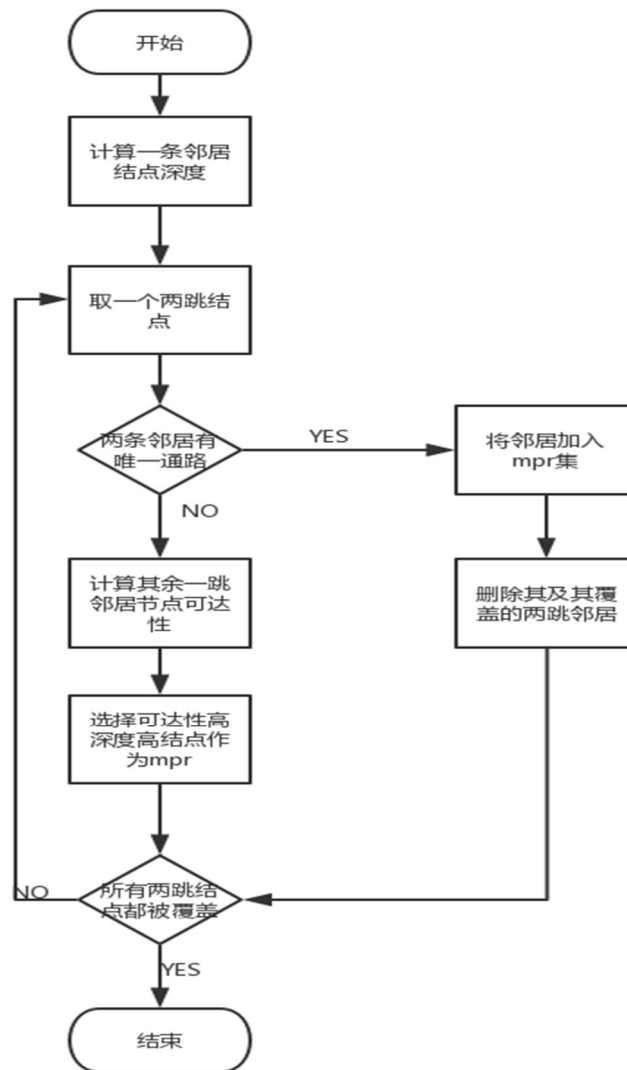 开始
计算一条邻居
结点深度
取一个两跳结
点
两条邻居有
唯一通路
YES
将邻居加入
mpr集
NO
计算其余一跳
邻居节点可达
性
删除其及其覆
盖的两跳邻居
选择可达性高
深度高结点作
为mpr
所有两跳结
点都被覆盖
NO
YES
结束